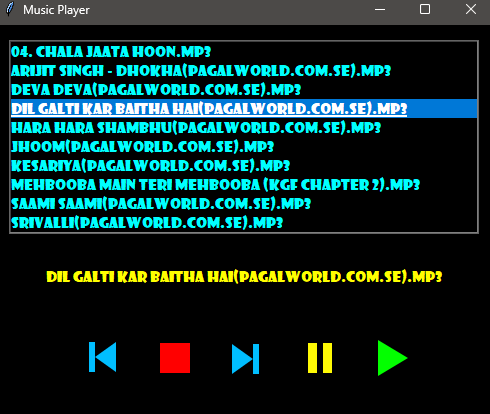 Music Player
04. CHALA JAATA HOON.MP3
ARIJIT SINGH - DHOKHA(PAGALWORLD.COM.SE).MP3
DEVA DEVA(PAGALWORLD.COM.SE).MP3
DIL GALTI KAR BAITHA HAI(PAGALWORLD.COM.SE).MP3
HARA HARA SHAMBHU(PAGALWORLD.COM.SE).MP3
JHOOM(PAGALWORLD.COM.SE).MP3
KESARIYA(PAGALWORLD.COM.SE).MP3
MEHBOOBA MAIN TERI MEHBOOBA (KGF CHAPTER 2).MP3
SAAMI SAAMI(PAGALWORLD.COM.SE).MP3
SRIVALLI(PAGALWORLD.COM.SE).MP3
DIL GALTI KAR BAITHA HAI(PAGALWORLD.COM.SE).MP3